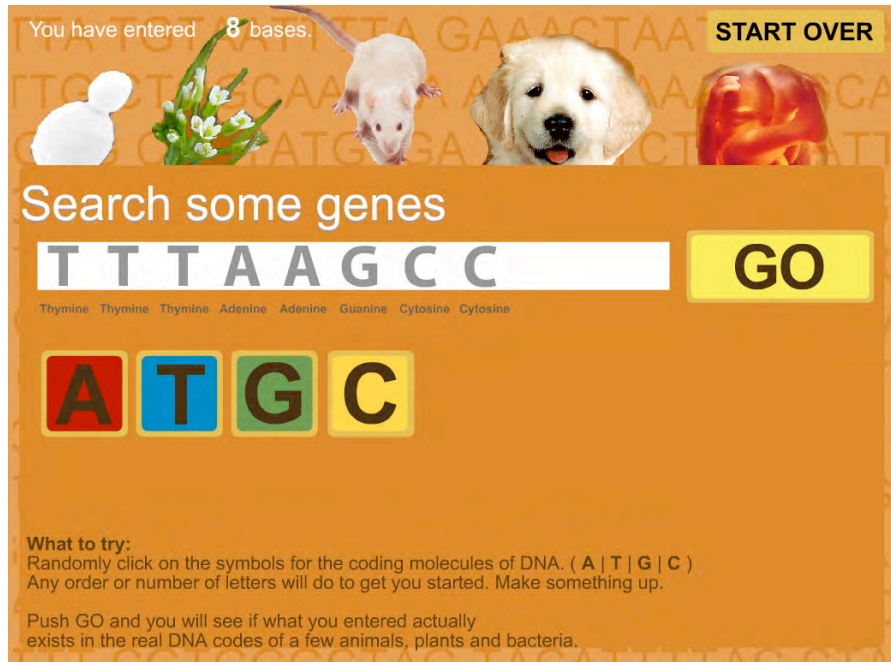 You have entered 8 bases.
START OVER
Search some genes
T T T A A G C C
GO
Thymine Thymine Thymine Adenine Adenine Guanine Cytosine Cytosine
A T G C
What to try:
Randomly click on the symbols for the coding molecules of DNA. ( A | T | G | C )
Any order or number of letters will do to get you started. Make something up.
Push GO and you will see if what you entered actually
exists in the real DNA codes of a few animals, plants and bacteria.